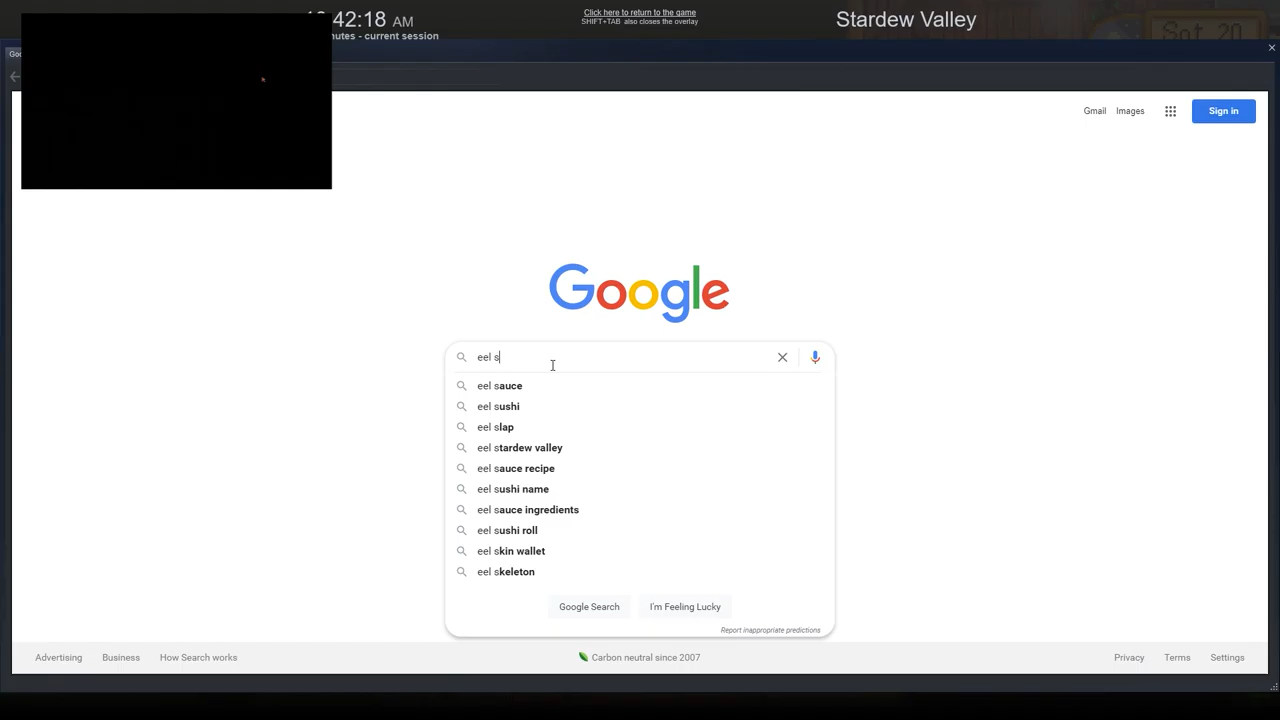 :42:18 AM
Click here to return to the game
Stardew Valley
SHIFT+TAB also closes the overlay
nutes - current session
Sat. 20
Goo
Gmail
Images
Sign in
Google
eel s
eel sauce
eel sushi
eel slap
eel stardew valley
eel sauce recipe
eel sushi name
eel sauce ingredients
eel sushi roll
eel skin wallet
eel skeleton
Google Search
I'm Feeling Lucky
Report inappropriate predictions
Advertising
Business
How Search works
Carbon neutral since 2007
Privacy
Terms
Settings